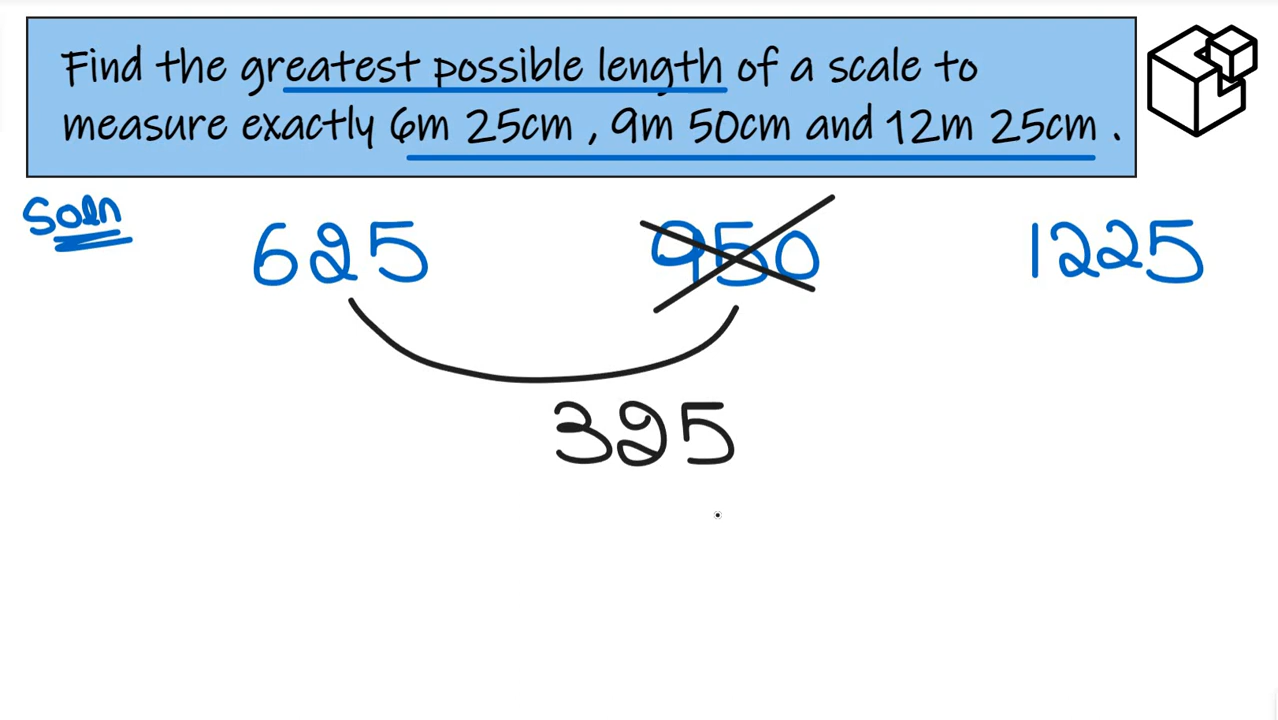 Find the greatest possible length of a scale to
measure exactly 6m 25cm , 9m 50cm and 12m 25cm .
Soln
625 950 1225
325